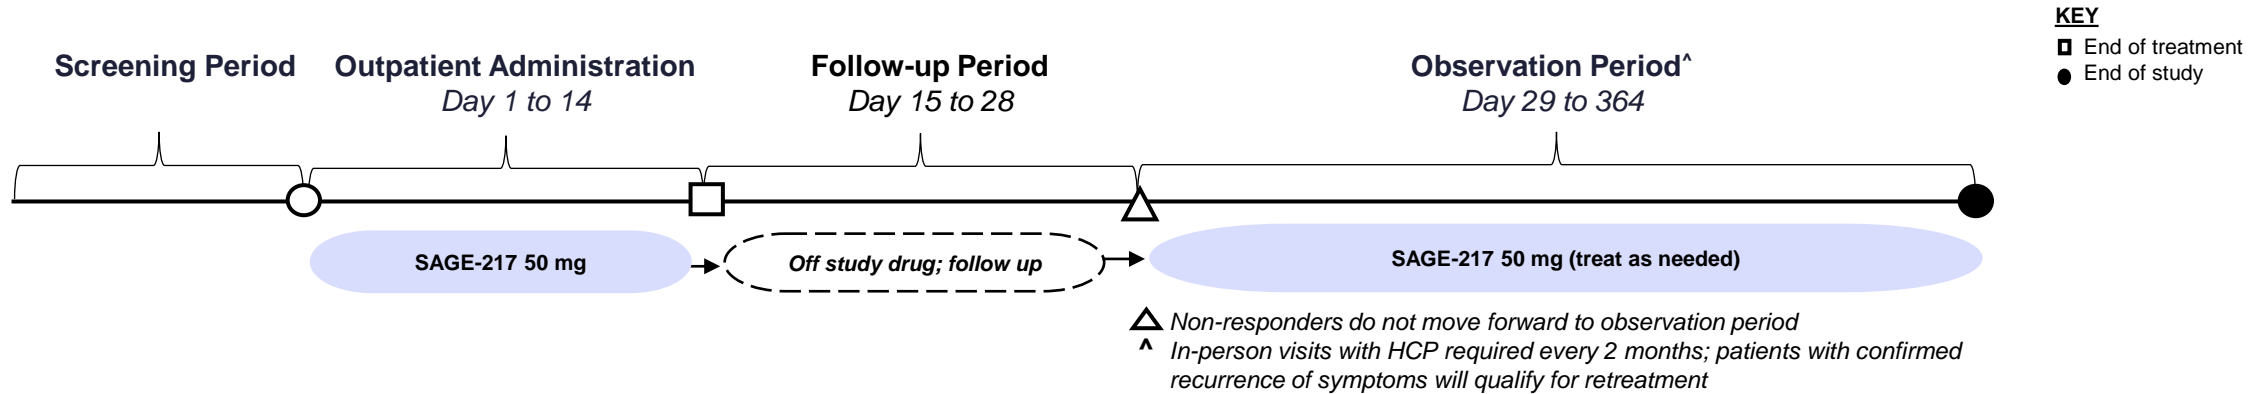 KEY
End of treatment
End of study
Screening Period
Outpatient Administration
Day 1 to 14
Follow-up Period
Day 15 to 28
Observation Period^
Day 29 to 364
SAGE-217 50 mg
Off study drug; follow up
SAGE-217 50 mg (treat as needed)
Non-responders do not move forward to observation period
^ In-person visits with HCP required every 2 months; patients with confirmed
recurrence of symptoms will qualify for retreatment